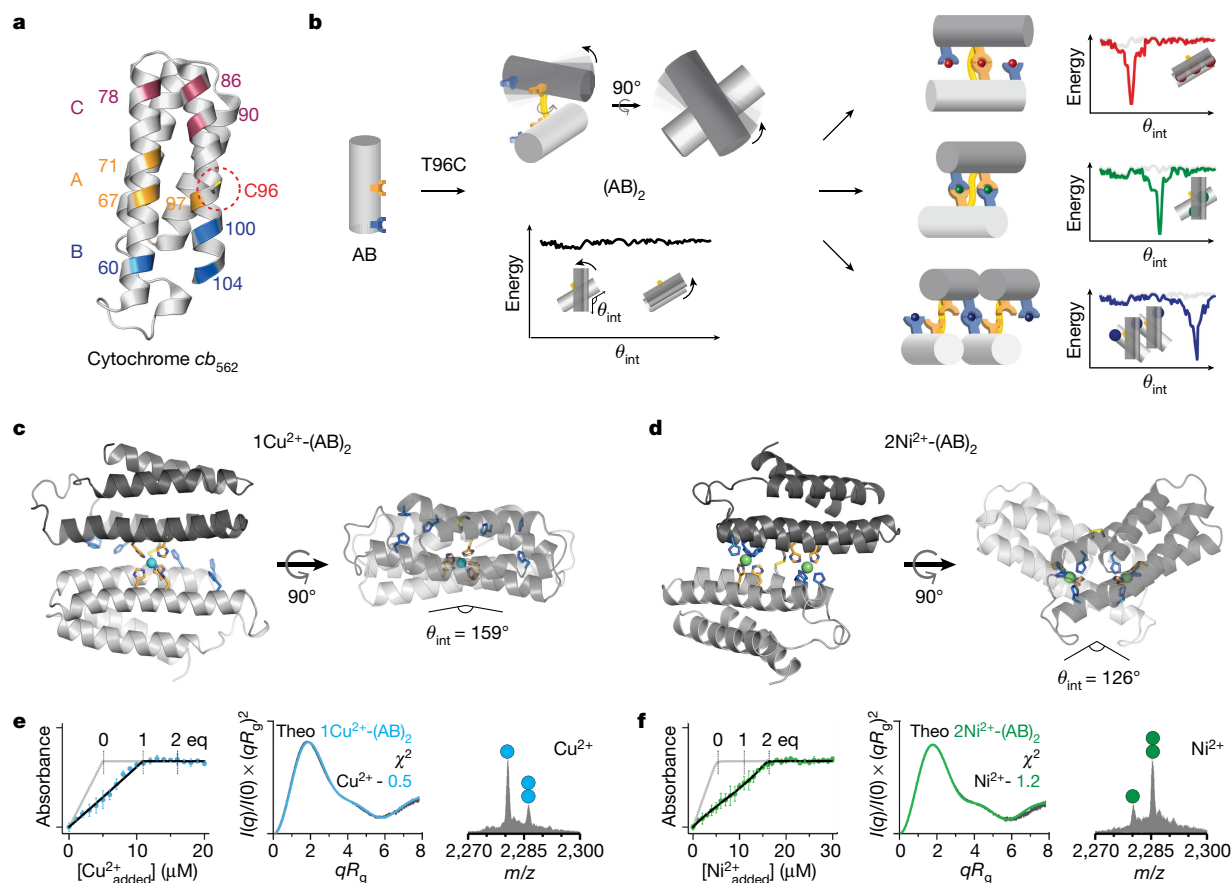 a
C
78
86
90
A
71
67
97
C96
B
60
100
104
Cytochrome cb562
b
AB
T96C
90°
(AB)2
Energy
θint
θint
Energy
θint
Energy
θint
Energy
θint
c
1Cu2+-(AB)2
90°
θint = 159°
d
2Ni2+-(AB)2
90°
θint = 126°
e
Absorbance
0 1 2 eq
0 10 20
[Cu2+added] (μM)
I(q)/I(0) × (qRg)2
Theo 1Cu2+-(AB)2
χ2
Cu2+ - 0.5
0 2 4 6 8
qRg
Cu2+
2,270 2,285 2,300
m/z
f
Absorbance
0 1 2 eq
0 10 20 30
[Ni2+added] (μM)
I(q)/I(0) × (qRg)2
Theo 2Ni2+-(AB)2
χ2
Ni2+- 1.2
0 2 4 6 8
qRg
Ni2+
2,270 2,285 2,300
m/z